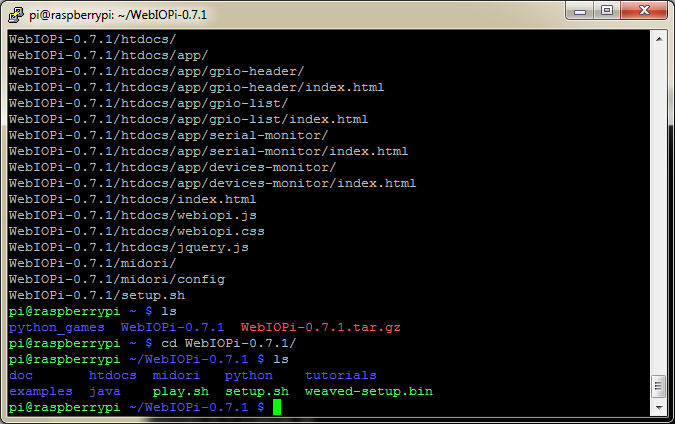 pi@raspberrypi: ~/WebIOPi-0.7.1
WebIOPi-0.7.1/htdocs/
WebIOPi-0.7.1/htdocs/app/
WebIOPi-0.7.1/htdocs/app/gpio-header/
WebIOPi-0.7.1/htdocs/app/gpio-header/index.html
WebIOPi-0.7.1/htdocs/app/gpio-list/
WebIOPi-0.7.1/htdocs/app/gpio-list/index.html
WebIOPi-0.7.1/htdocs/app/serial-monitor/
WebIOPi-0.7.1/htdocs/app/serial-monitor/index.html
WebIOPi-0.7.1/htdocs/app/devices-monitor/
WebIOPi-0.7.1/htdocs/app/devices-monitor/index.html
WebIOPi-0.7.1/htdocs/index.html
WebIOPi-0.7.1/htdocs/webiopi.js
WebIOPi-0.7.1/htdocs/webiopi.css
WebIOPi-0.7.1/htdocs/jquery.js
WebIOPi-0.7.1/midori/
WebIOPi-0.7.1/midori/config
WebIOPi-0.7.1/setup.sh
pi@raspberrypi ~ $ ls
python_games  WebIOPi-0.7.1  WebIOPi-0.7.1.tar.gz
pi@raspberrypi ~ $ cd WebIOPi-0.7.1/
pi@raspberrypi ~/WebIOPi-0.7.1 $ ls
doc       htdocs  midori   python    tutorials
examples  java    play.sh  setup.sh  weaved-setup.bin
pi@raspberrypi ~/WebIOPi-0.7.1 $